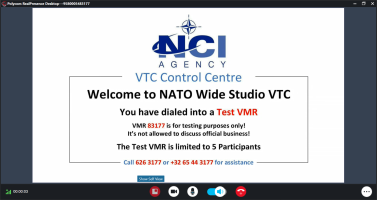 Polycom RealPresence Desktop - 9580001483177
NCI
AGENCY
VTC Control Centre
Welcome to NATO Wide Studio VTC
You have dialed into a Test VMR
VMR 83177 is for testing purposes only!
It's not allowed to discuss official business!
The Test VMR is limited to 5 Participants
Call 626 3177 or +32 65 44 3177 for assistance
Show Self View
00:00:03